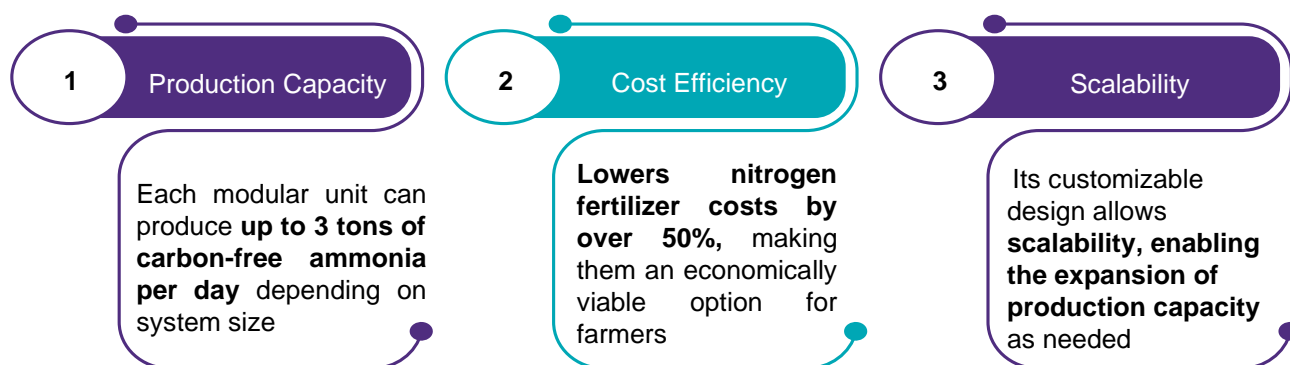 1
Production Capacity
Each modular unit can
produce up to 3 tons of
carbon-free ammonia
per day depending on
system size
2
Cost Efficiency
Lowers nitrogen
fertilizer costs by
over 50%, making
them an economically
viable option for
farmers
3
Scalability
Its customizable
design allows
scalability, enabling
the expansion of
production capacity
as needed